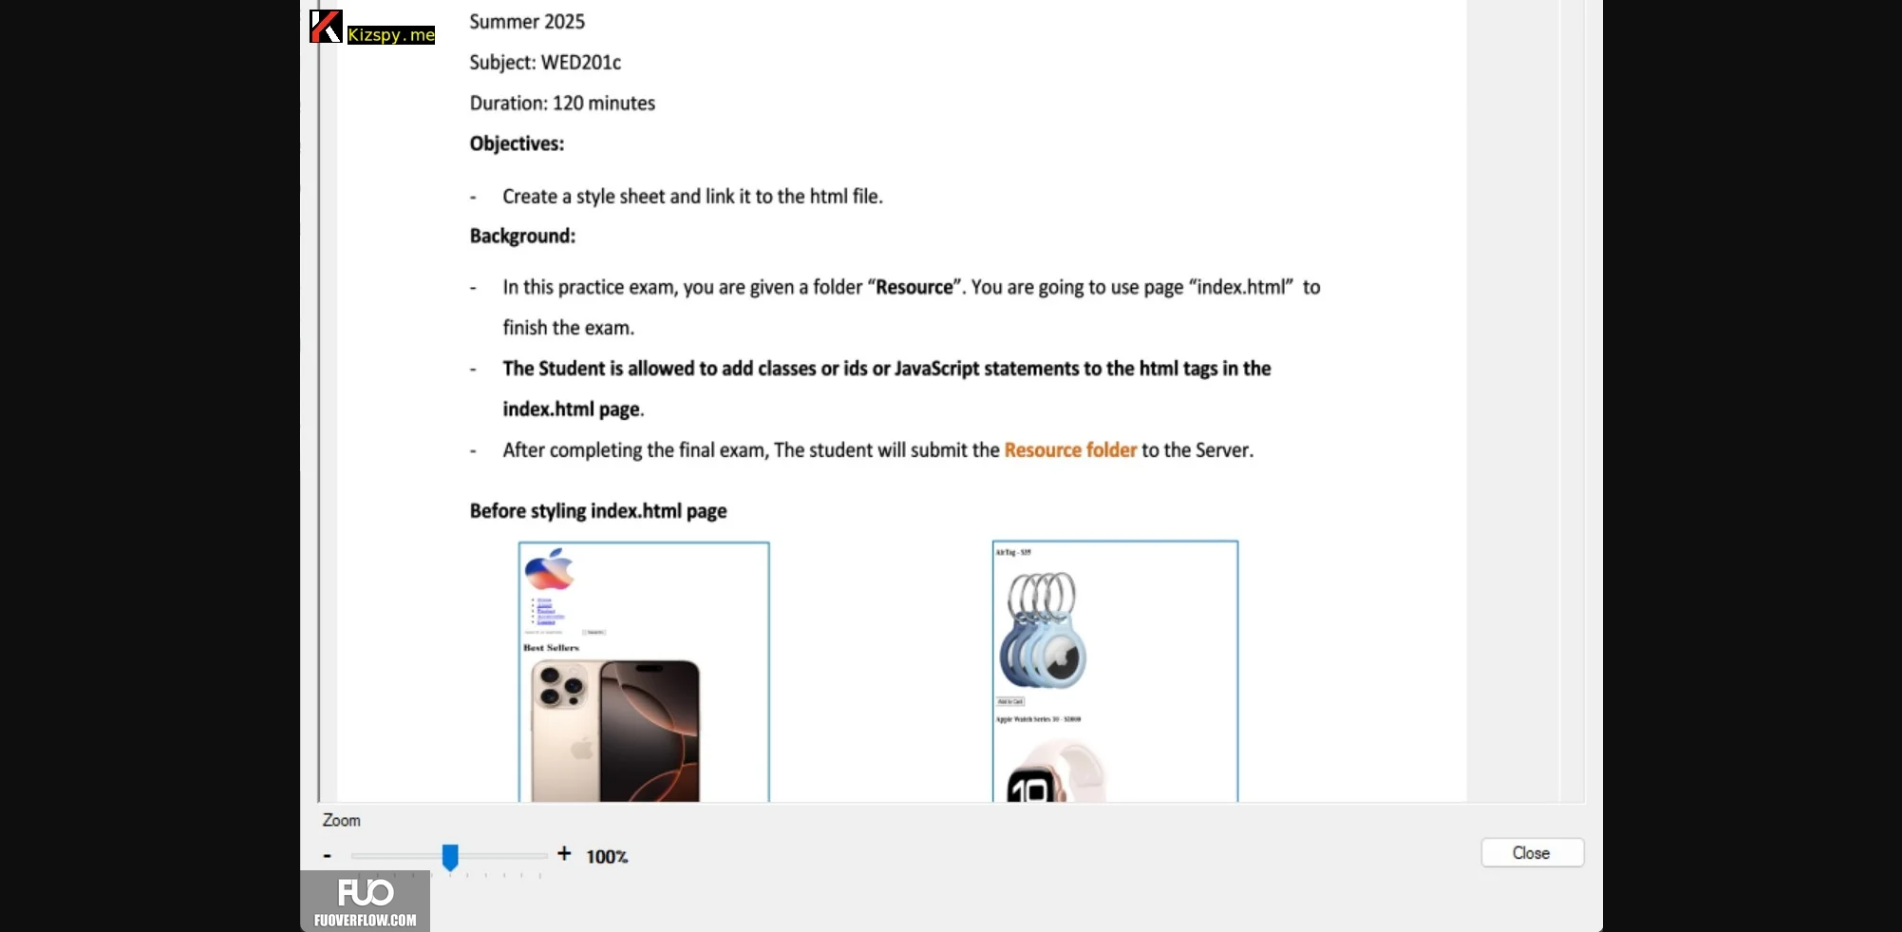 Kizspy.me
Summer 2025
Subject: WED201c
Duration: 120 minutes
Objectives:
- Create a style sheet and link it to the html file.
Background:
- In this practice exam, you are given a folder “Resource”. You are going to use page “index.html” to
finish the exam.
- The Student is allowed to add classes or ids or JavaScript statements to the html tags in the
index.html page.
- After completing the final exam, The student will submit the Resource folder to the Server.
Before styling index.html page
Best Sellers
AirTag - $29
Add to Cart
Apple Watch Series 10 -
10
Zoom
- + 100%
Close
FUO
FUOVERFLOW.COM